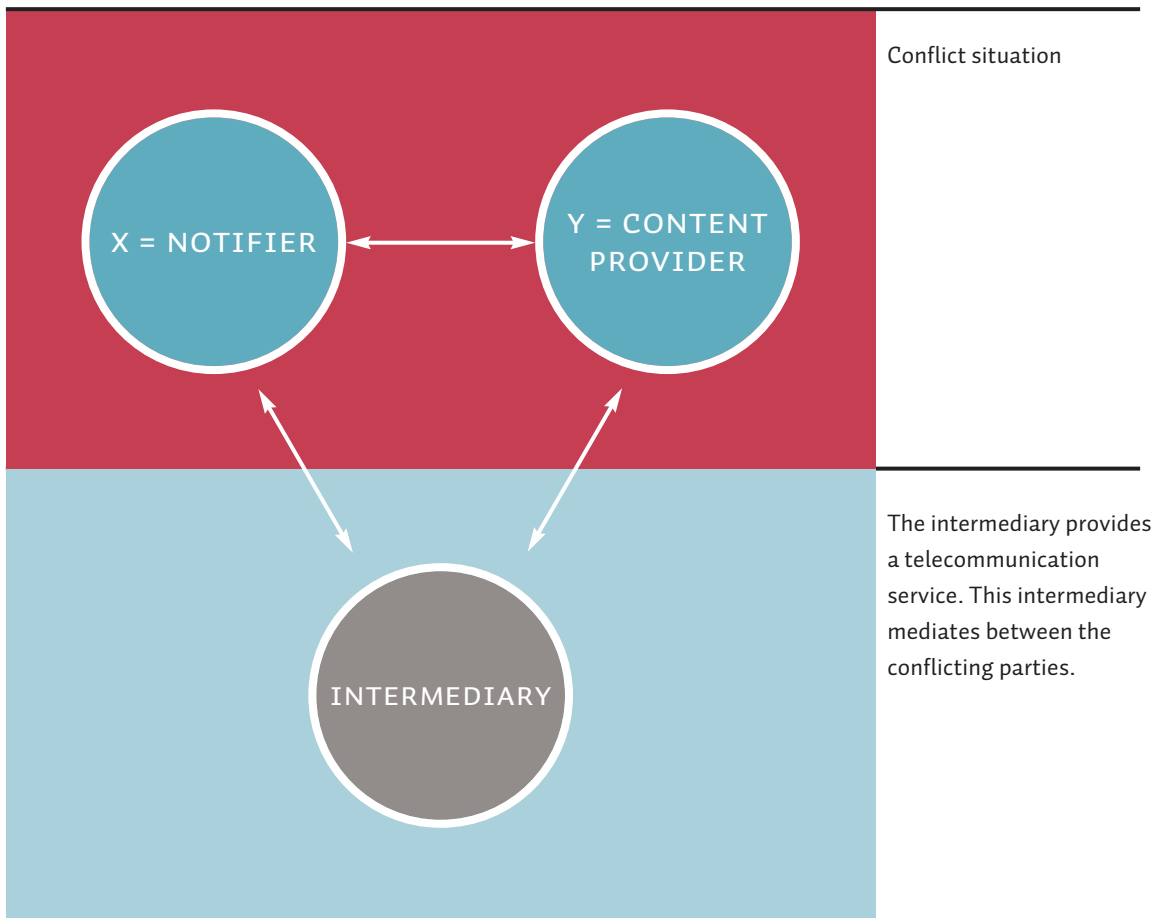 Conflict situation
X = NOTIFIER
Y = CONTENT
PROVIDER
The intermediary provides
a telecommunication
service. This intermediary
mediates between the
conflicting parties.
INTERMEDIARY